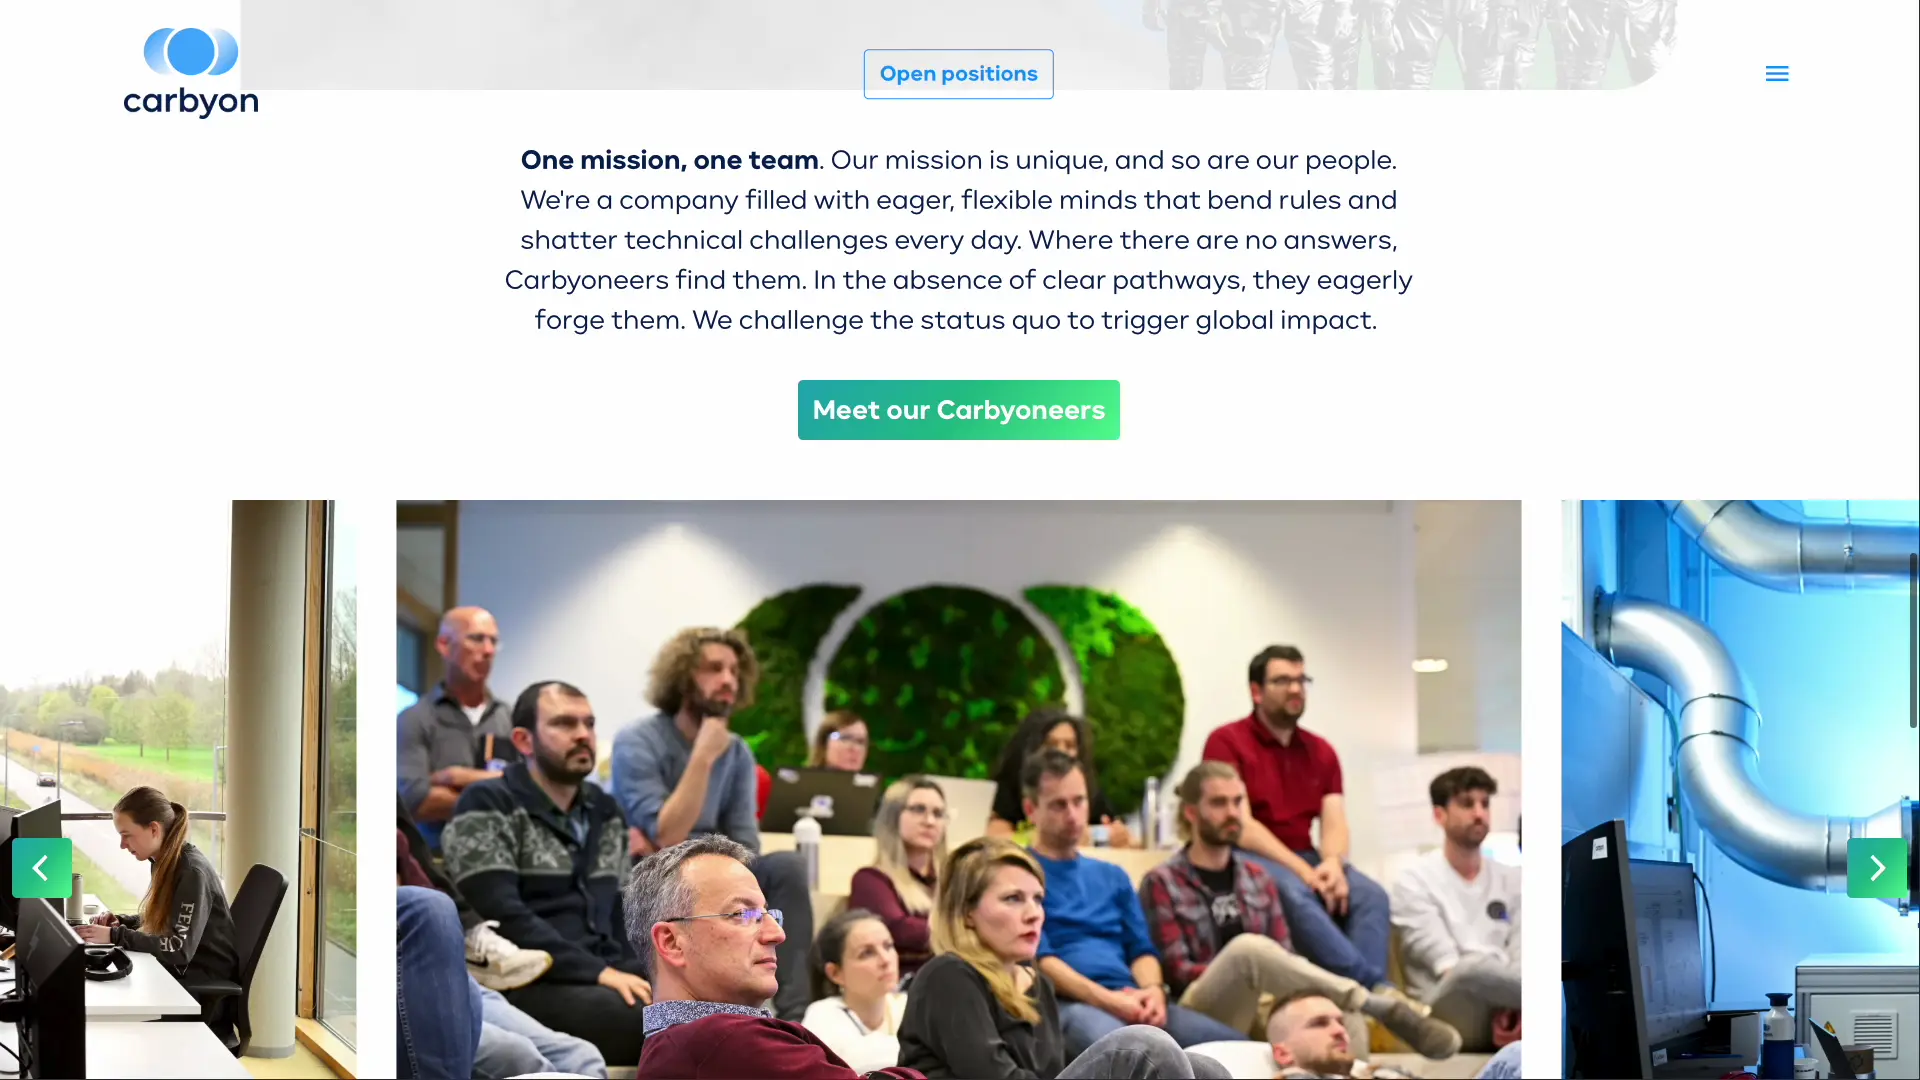 carbyon
Open positions
One mission, one team. Our mission is unique, and so are our people.
We're a company filled with eager, flexible minds that bend rules and
shatter technical challenges every day. Where there are no answers,
Carbyoneers find them. In the absence of clear pathways, they eagerly
forge them. We challenge the status quo to trigger global impact.
Meet our Carbyoneers